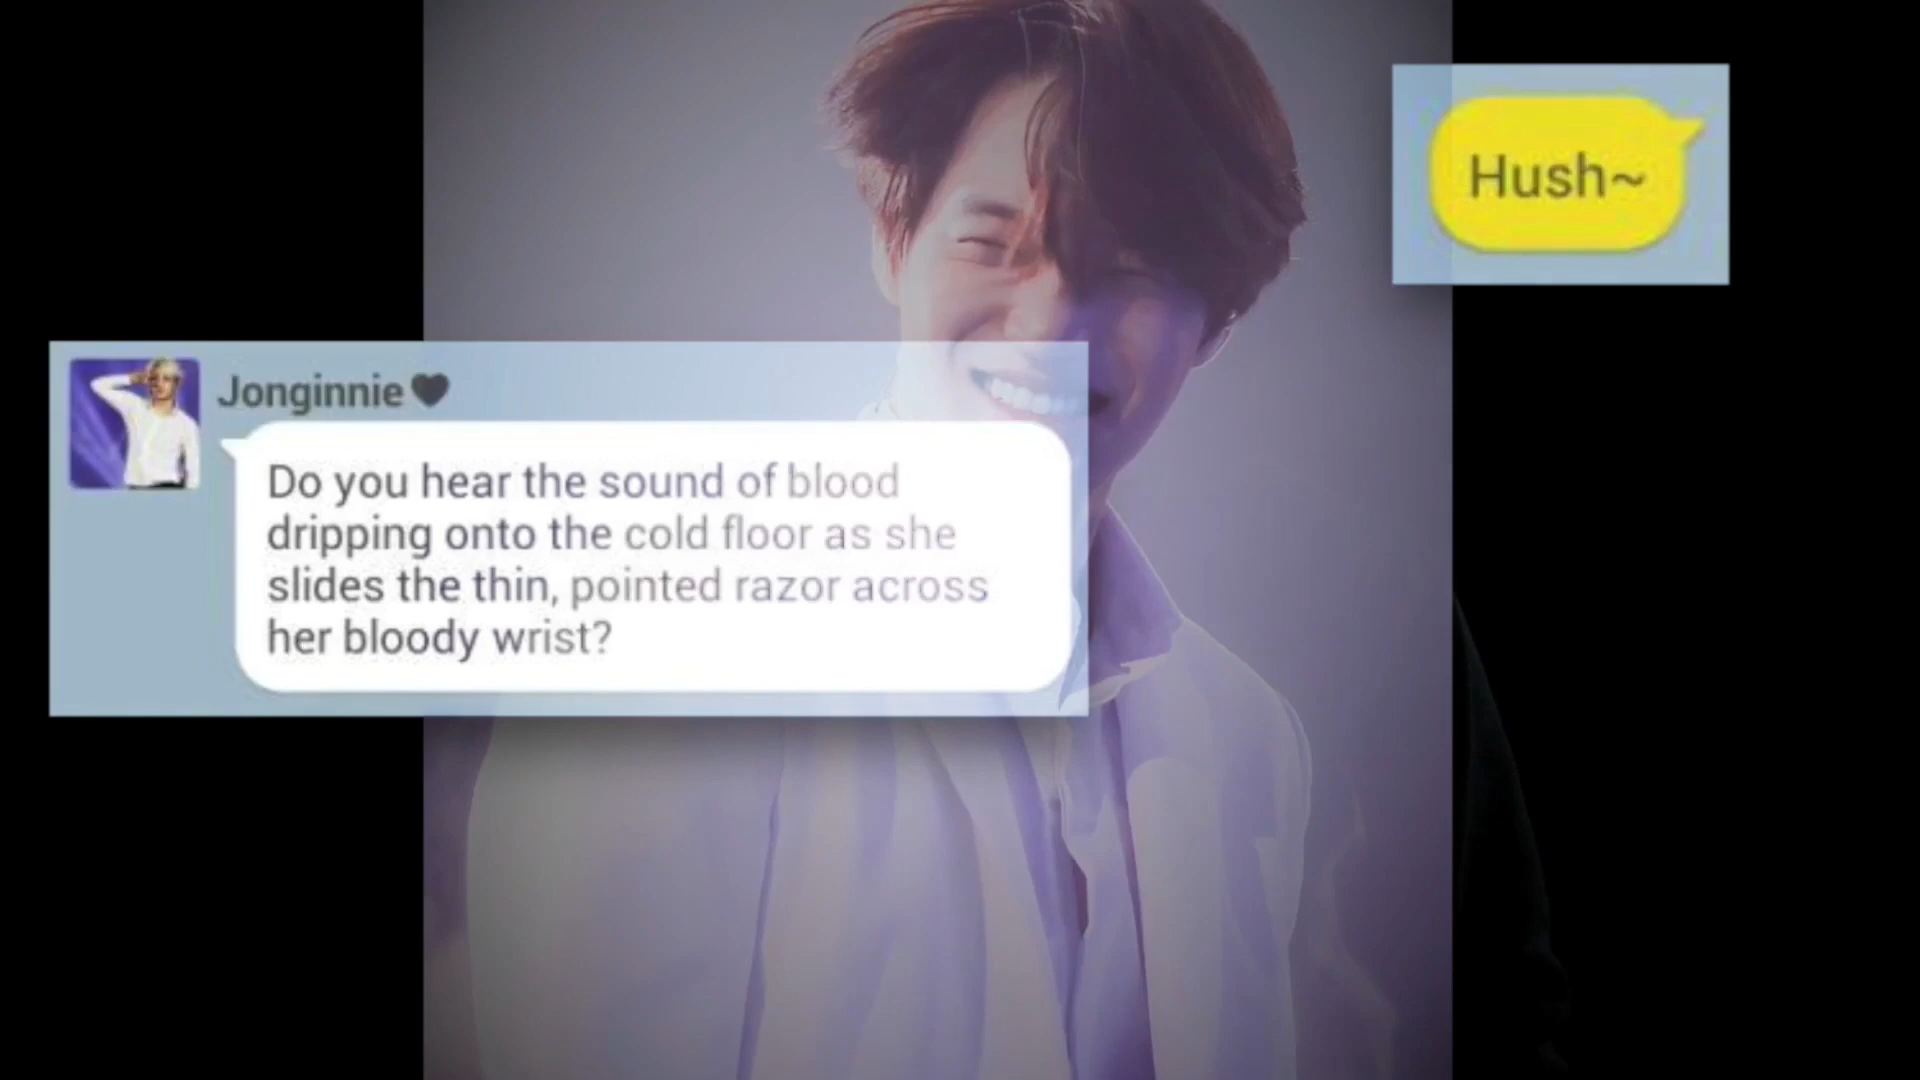 Hush~
Jonginnie🖤
Do you hear the sound of blood
dripping onto the cold floor as she
slides the thin, pointed razor across
her bloody wrist?